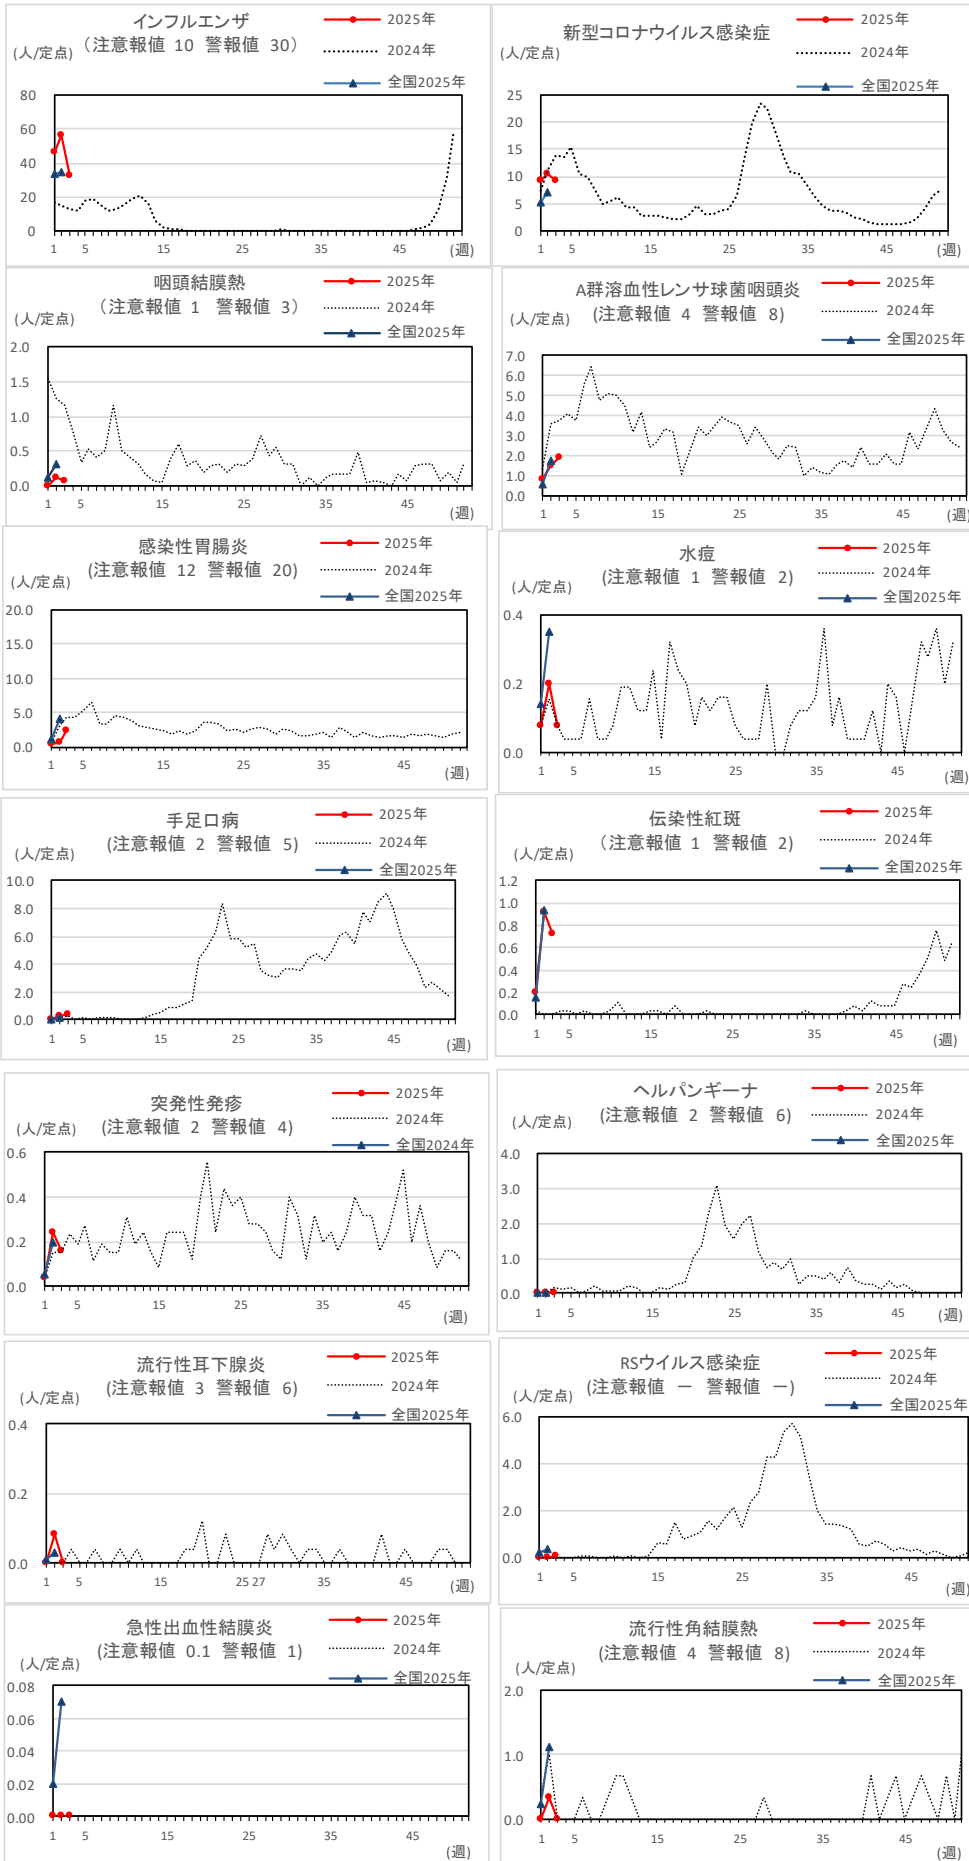 インフルエンザ
（注意報値 10 警報値 30）
(人/定点)
2025年
2024年
全国2025年
80
60
40
20
0
1 5 15 25 35 45 (週)
新型コロナウイルス感染症
(人/定点)
2025年
2024年
全国2025年
25
20
15
10
5
0
1 5 15 25 35 45 (週)
咽頭結膜熱
（注意報値 1 警報値 3）
(人/定点)
2025年
2024年
全国2025年
2.0
1.5
1.0
0.5
0.0
1 5 15 25 35 45 (週)
A群溶血性レンサ球菌咽頭炎
(注意報値 4 警報値 8)
(人/定点)
2025年
2024年
全国2025年
7.0
6.0
5.0
4.0
3.0
2.0
1.0
0.0
1 5 15 25 35 45 (週)
感染性胃腸炎
(注意報値 12 警報値 20)
(人/定点)
2025年
2024年
全国2025年
20.0
15.0
10.0
5.0
0.0
1 5 15 25 35 45 (週)
水痘
(注意報値 1 警報値 2)
(人/定点)
2025年
2024年
全国2025年
0.4
0.2
0.0
1 5 15 25 35 45 (週)
手足口病
(注意報値 2 警報値 5)
(人/定点)
2025年
2024年
全国2025年
10.0
8.0
6.0
4.0
2.0
0.0
1 5 15 25 35 45 (週)
伝染性紅斑
（注意報値 1 警報値 2)
(人/定点)
2025年
2024年
全国2025年
1.2
1.0
0.8
0.6
0.4
0.2
0.0
1 5 15 25 35 45 (週)
突発性発疹
(注意報値 2 警報値 4)
(人/定点)
2025年
2024年
全国2024年
0.6
0.4
0.2
0.0
1 5 15 25 35 45 (週)
ヘルパンギーナ
(注意報値 2 警報値 6)
(人/定点)
2025年
2024年
全国2025年
4.0
3.0
2.0
1.0
0.0
1 5 15 25 35 45 (週)
流行性耳下腺炎
(注意報値 3 警報値 6)
(人/定点)
2025年
2024年
全国2025年
0.4
0.2
0.0
1 5 15 25 27 35 45 (週)
RSウイルス感染症
(注意報値 ー 警報値 ー)
(人/定点)
2025年
2024年
全国2025年
6.0
4.0
2.0
0.0
1 5 15 25 35 45 (週)
急性出血性結膜炎
(注意報値 0.1 警報値 1)
(人/定点)
2025年
2024年
全国2025年
0.08
0.06
0.04
0.02
0.00
1 5 15 25 35 45 (週)
流行性角結膜熱
(注意報値 4 警報値 8)
(人/定点)
2025年
2024年
全国2025年
2.0
1.0
0.0
1 5 15 25 35 45 (週)